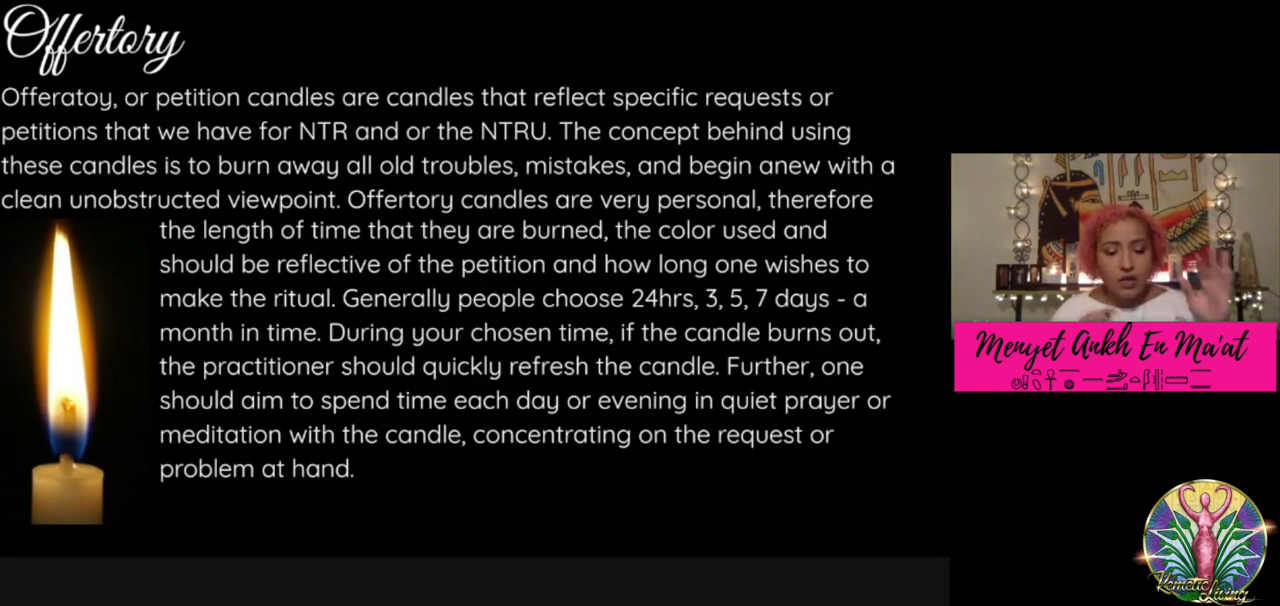 Offertory
Offeratoy, or petition candles are candles that reflect specific requests or
petitions that we have for NTR and or the NTRU. The concept behind using
these candles is to burn away all old troubles, mistakes, and begin anew with a
clean unobstructed viewpoint. Offertory candles are very personal, therefore
the length of time that they are burned, the color used and
should be reflective of the petition and how long one wishes to
make the ritual. Generally people choose 24hrs, 3, 5, 7 days - a
month in time. During your chosen time, if the candle burns out,
the practitioner should quickly refresh the candle. Further, one
should aim to spend time each day or evening in quiet prayer or
meditation with the candle, concentrating on the request or
problem at hand.
Menyet Ankh En Ma'at
Kemetic Living